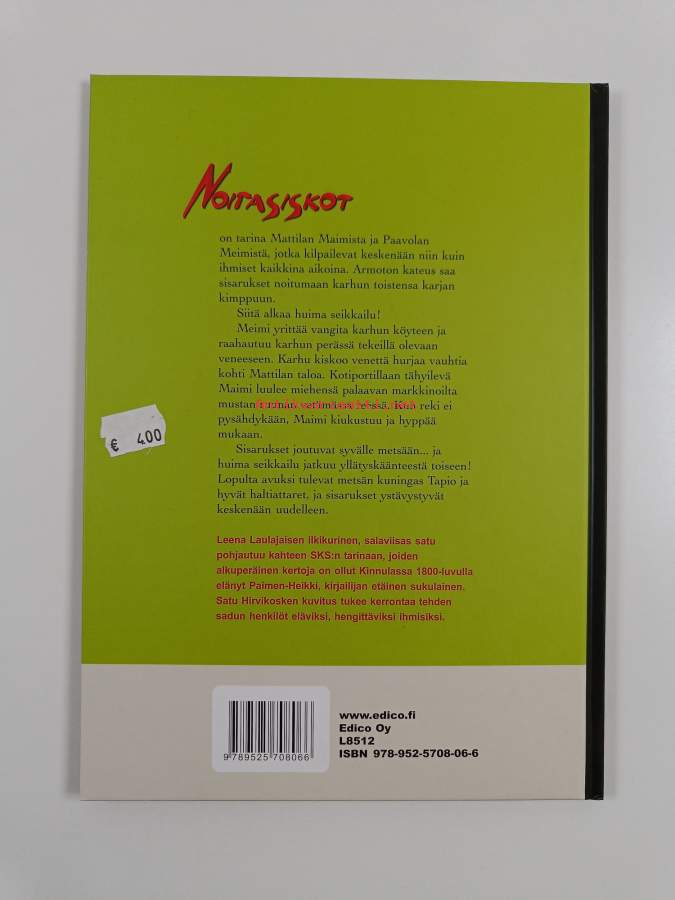 NOITASISKOT
on tarina Mattilan Maimista ja Paavolan
Meimistä, jotka kilpailevat keskenään niin kuin
ihmiset kaikkina aikoina. Armoton kateus saa
sisarukset noitumaan karhun toistensa karjan
kimppuun.
Siitä alkaa huima seikkailu!
Meimi yrittää vangita karhun köyteen ja
raahautuu karhun perässä tekeillä olevaan
veneeseen. Karhu kiskoo venettä hurjaa vauhtia
kohti Mattilan taloa. Kotiportillaan tähyilevä
Maimi luulee miehensä palaavan markkinoilta
mustan ruunan vetämässä reessä. Kun reki ei
pysähdykään, Maimi kiukustuu ja hyppää
mukaan.
€ 4.00
Sisarukset joutuvat syvälle metsään... ja
huima seikkailu jatkuu yllätyskäänteestä toiseen!
Lopulta avuksi tulevat metsän kuningas Tapio ja
hyvät haltiattaret, ja sisarukset ystävystyvät
keskenään uudelleen.
Leena Laulajaisen ilkikurinen, salaviisas satu
pohjautuu kahteen SKS:n tarinaan, joiden
alkuperäinen kertoja on ollut Kinnulassa 1800-luvulla
elänyt Paimen-Heikki, kirjailijan etäinen sukulainen.
Satu Hirvikosken kuvitus tukee kerrontaa tehden
sadun henkilöt eläviksi, hengittäviksi ihmisiksi.
www.edico.fi
Edico Oy
L8512
ISBN 978-952-5708-06-6
9 789525 708066